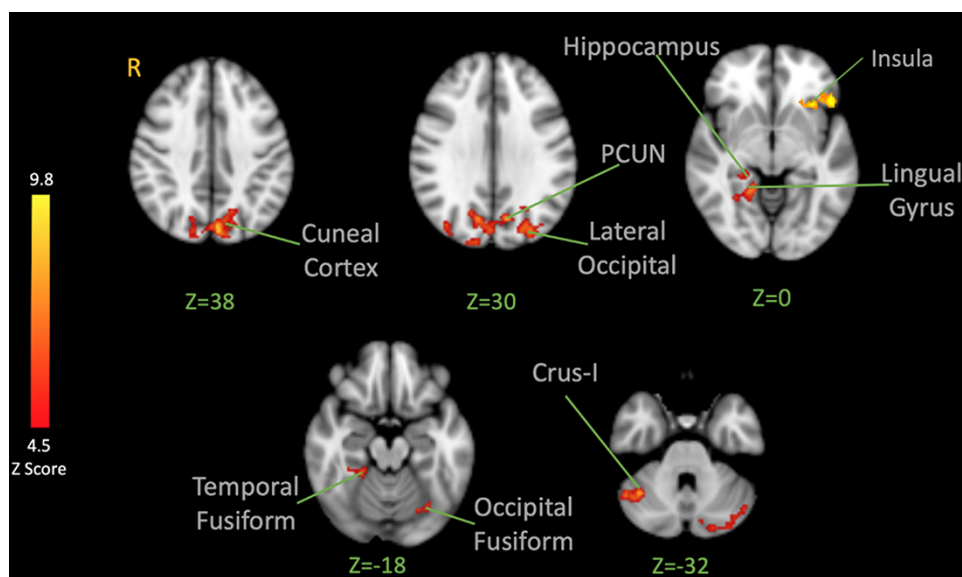 R
Hippocampus
Insula
PCUN
Lingual
Gyrus
Cuneal
Cortex
Lateral
Occipital
Z=38
Z=30
Z=0
9.8
4.5
Z Score
Crus-I
Temporal
Fusiform
Occipital
Fusiform
Z=-18
Z=-32